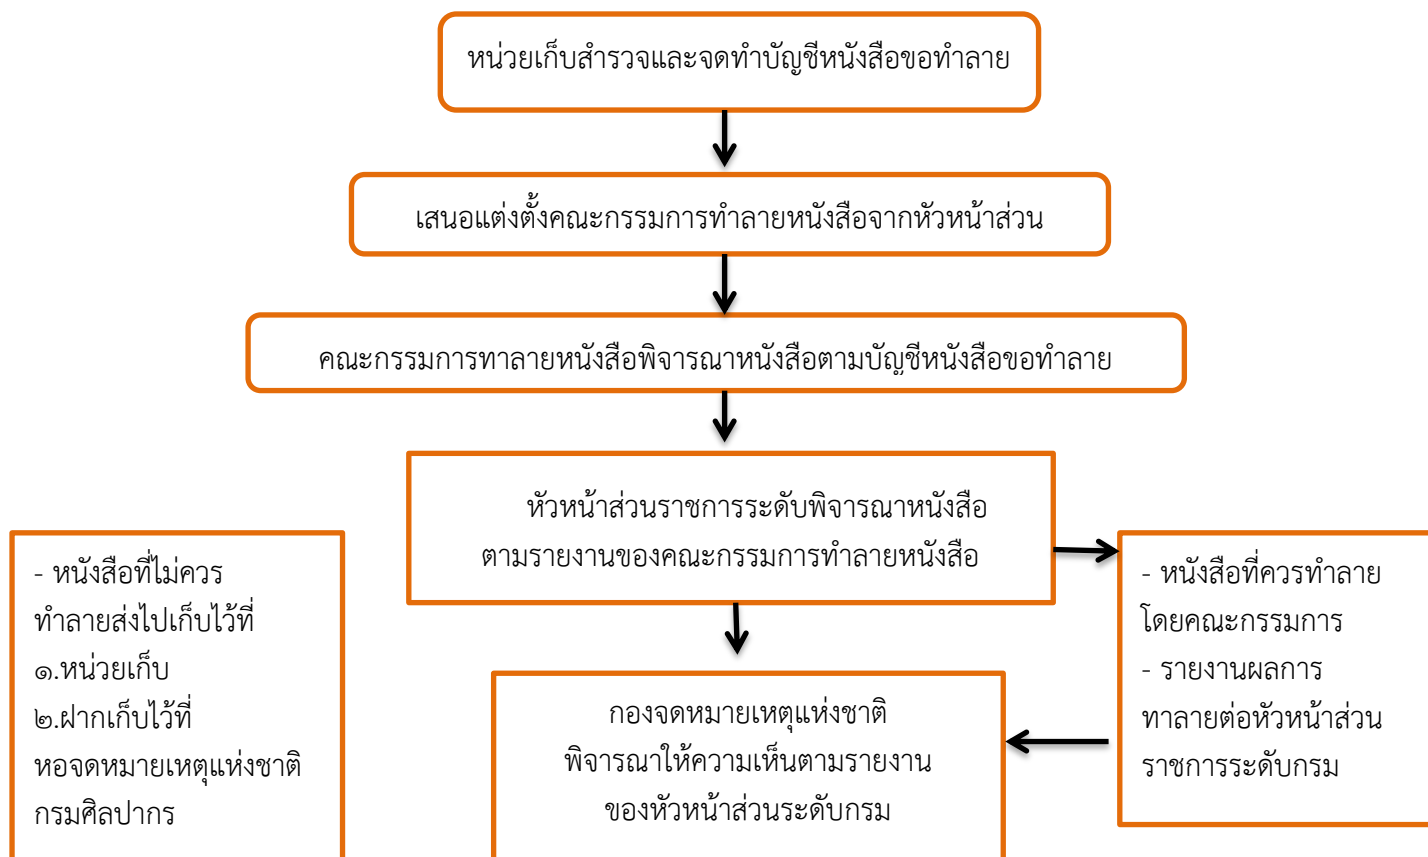 หน่วยเก็บสำรวจและจดทำบัญชีหนังสือขอทำลาย
เสนอแต่งตั้งคณะกรรมการทำลายหนังสือจากหัวหน้าส่วน
คณะกรรมการทาลายหนังสือพิจารณาหนังสือตามบัญชีหนังสือขอทำลาย
หัวหน้าส่วนราชการระดับพิจารณาหนังสือ
ตามรายงานของคณะกรรมการทำลายหนังสือ
- หนังสือที่ไม่ควร
ทำลายส่งไปเก็บไว้ที่
๑.หน่วยเก็บ
๒.ฝากเก็บไว้ที่
หอจดหมายเหตุแห่งชาติ
กรมศิลปากร
กองจดหมายเหตุแห่งชาติ
พิจารณาให้ความเห็นตามรายงาน
ของหัวหน้าส่วนระดับกรม
- หนังสือที่ควรทำลาย
โดยคณะกรรมการ
- รายงานผลการ
ทาลายต่อหัวหน้าส่วน
ราชการระดับกรม